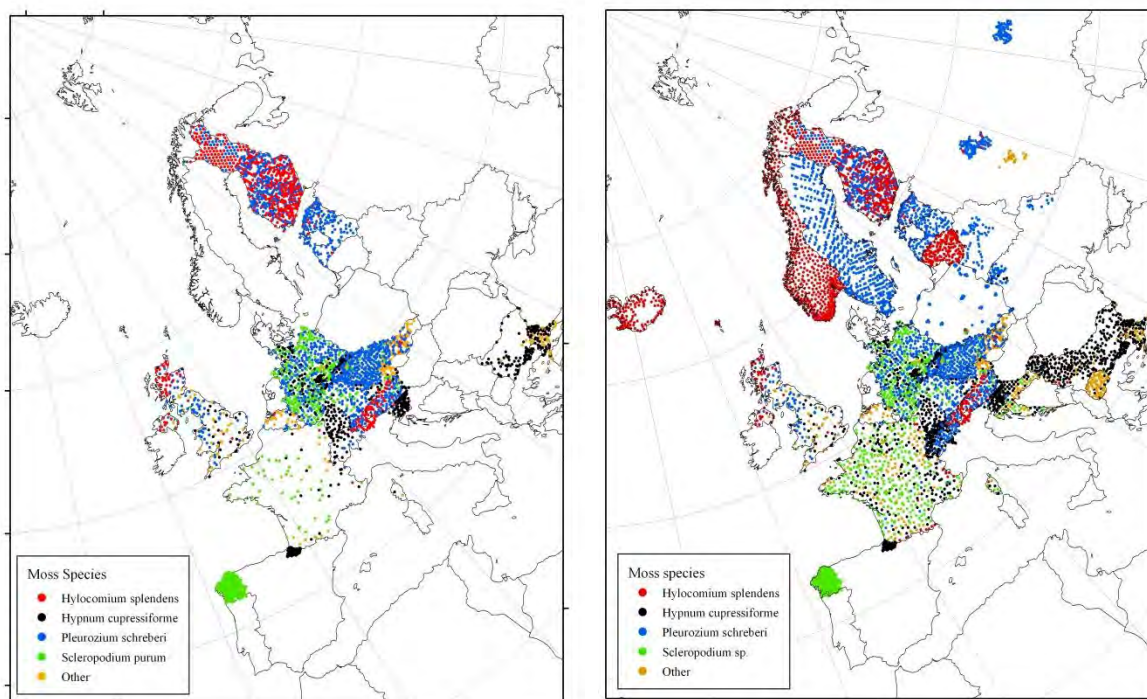 Moss Species
Hylocomium splendens
Hypnum cupressiforme
Pleurozium schreberi
Scleropodium purum
Other
Moss species
Hylocomium splendens
Hypnum cupressiforme
Pleurozium schreberi
Scleropodium sp.
Other